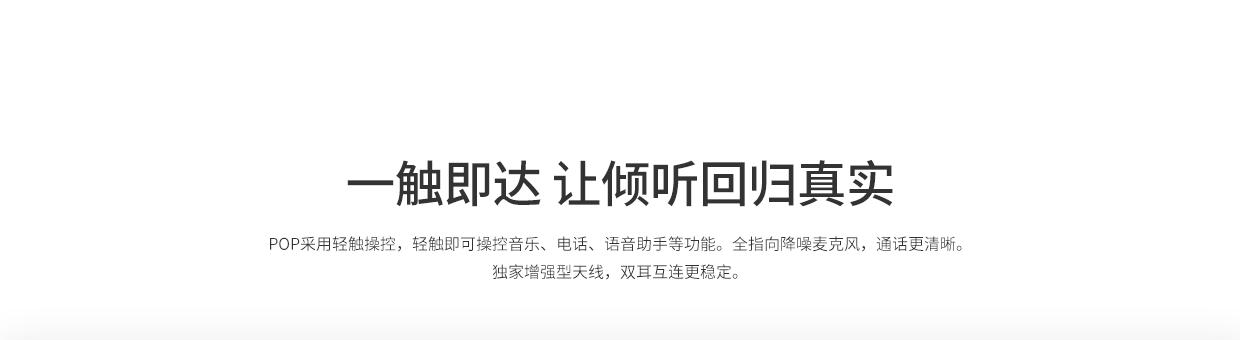 一触即达 让倾听回归真实
POP采用轻触操控，轻触即可操控音乐、电话、语音助手等功能。全指向降噪麦克风，通话更清晰。
独家增强型天线，双耳互连更稳定。